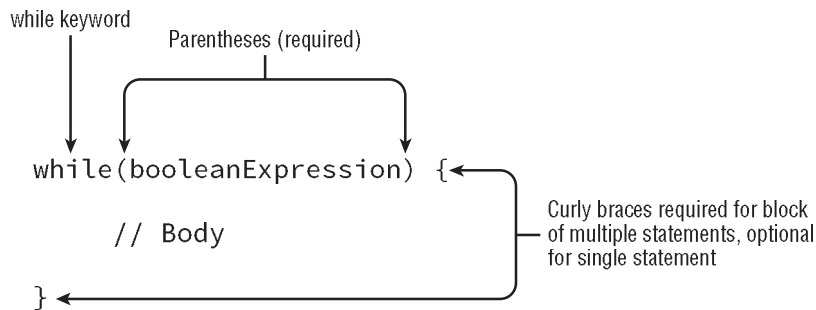 while keyword
Parentheses (required)
while(booleanExpression) {
Curly braces required for block
of multiple statements, optional
for single statement
// Body
}